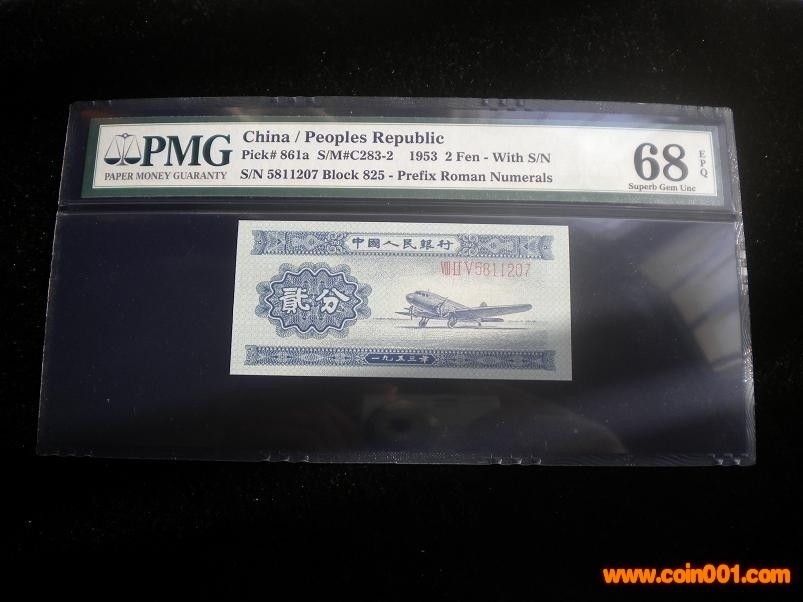 PMG
PAPER MONEY GUARANTY
China / Peoples Republic
Pick# 861a S/M#C283-2 1953 2 Fen - With S/N
S/N 5811207 Block 825 - Prefix Roman Numerals
68 EPQ
Superb Gem Unc
中國人民銀行
VIII II V 5811207
貳分
一九五三年
www.coin001.com